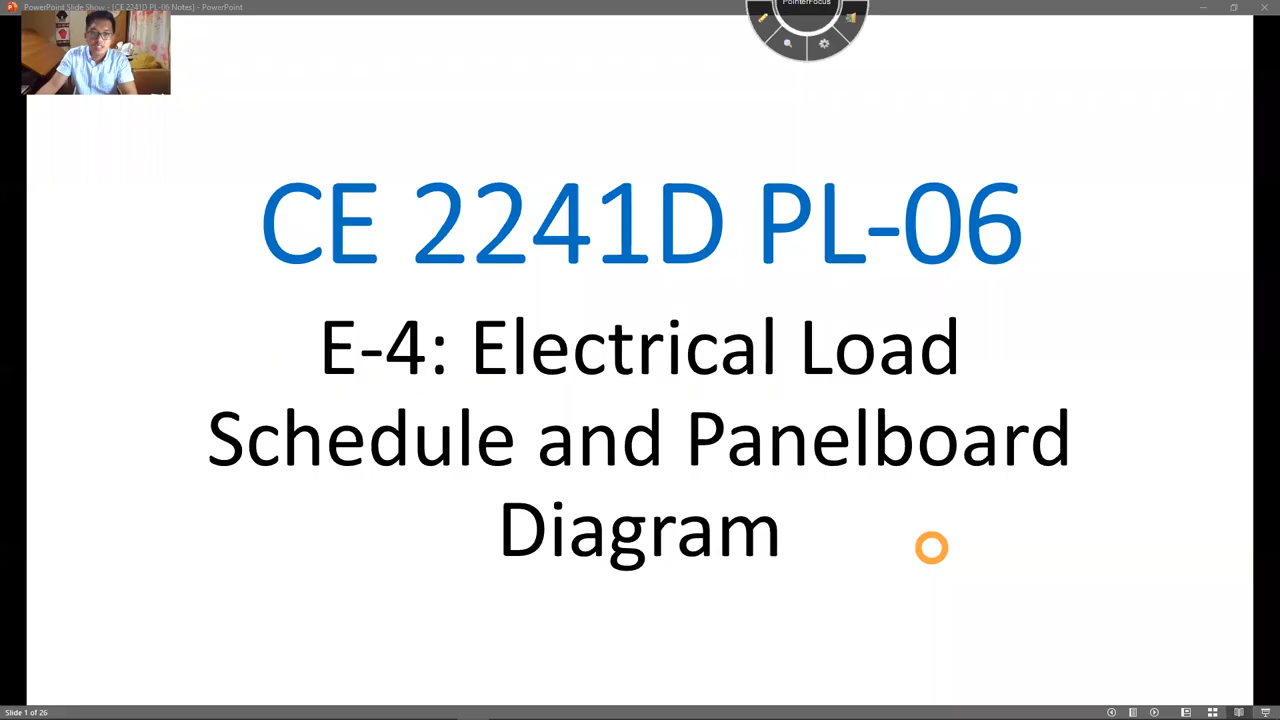 PowerPoint Slide Show - [CE 2241D PL-06 Notes] - PowerPoint
PointerFocus
CE 2241D PL-06
E-4: Electrical Load
Schedule and Panelboard
Diagram
Slide 1 of 26